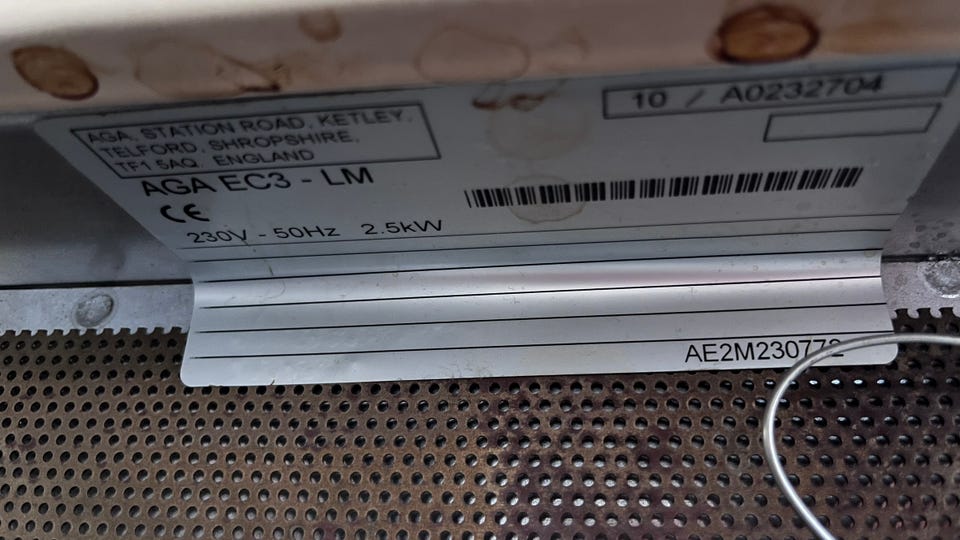 AGA, STATION ROAD, KETLEY,
TELFORD, SHROPSHIRE,
TF1 5AQ, ENGLAND
10 / A0232704
AGA EC3 - LM
CE
230V - 50Hz 2.5kW
AE2M230772